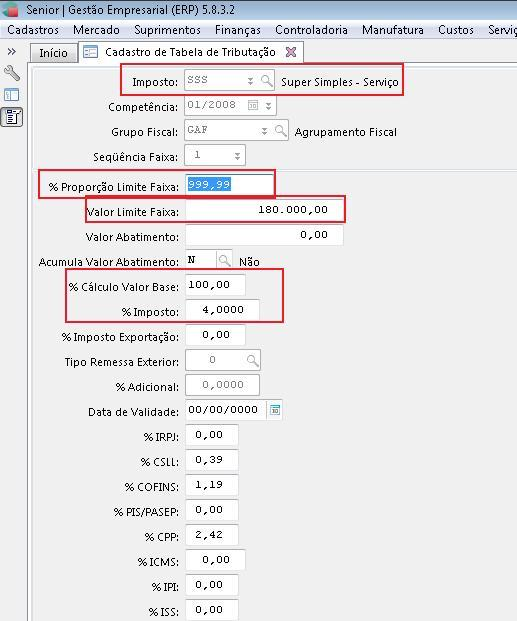 Senior | Gestão Empresarial (ERP) 5.8.3.2
Cadastros Mercado Suprimentos Finanças Controladoria Manufatura Custos Serviç
» Início Cadastro de Tabela de Tributação
Imposto: SSS Super Simples - Serviço
Competência: 01/2008
Grupo Fiscal: GAF Agrupamento Fiscal
Seqüência Faixa: 1
% Proporção Limite Faixa: 999,99
Valor Limite Faixa: 180.000,00
Valor Abatimento: 0,00
Acumula Valor Abatimento: N Não
% Cálculo Valor Base: 100,00
% Imposto: 4,0000
% Imposto Exportação: 0,00
Tipo Remessa Exterior: 0
% Adicional: 0,0000
Data de Validade: 00/00/0000
% IRPJ: 0,00
% CSLL: 0,39
% COFINS: 1,19
% PIS/PASEP: 0,00
% CPP: 2,42
% ICMS: 0,00
% IPI: 0,00
% ISS: 0,00